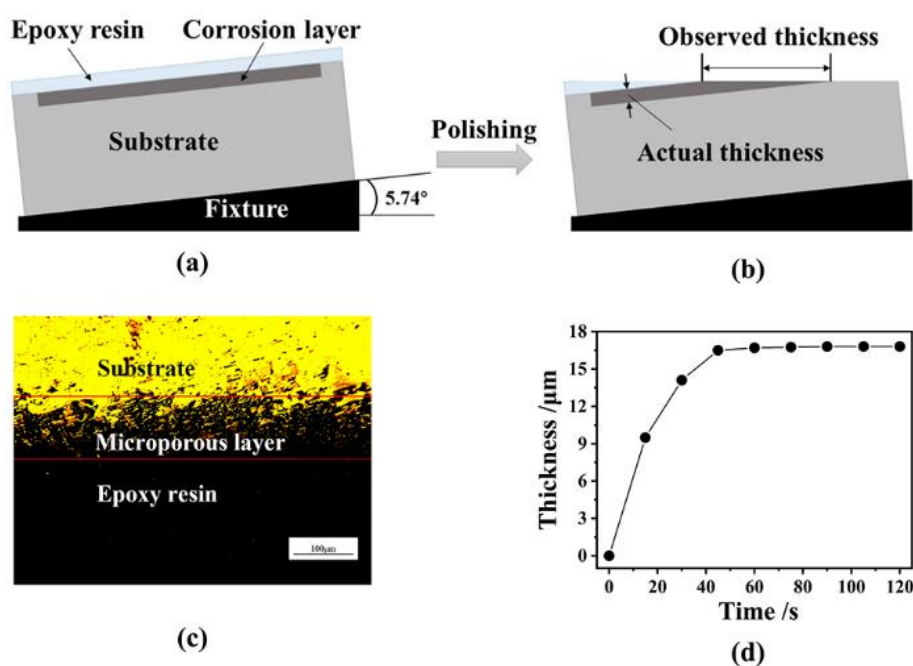 Epoxy resin
Corrosion layer
Substrate
5.74°
Fixture
(a)
Polishing
Observed thickness
Actual thickness
(b)
Substrate
Microporous layer
Epoxy resin
100μm
(c)
Thickness /μm
18
15
12
9
6
3
0
0 20 40 60 80 100 120
Time /s
(d)